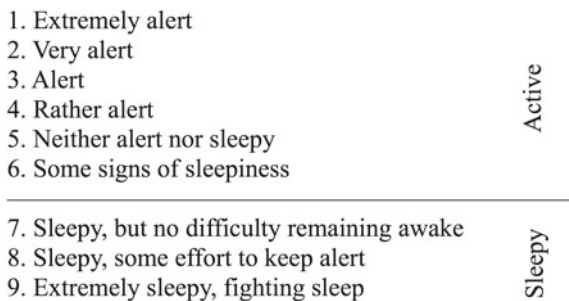 1. Extremely alert
2. Very alert
3. Alert
4. Rather alert
5. Neither alert nor sleepy
6. Some signs of sleepiness
Active
7. Sleepy, but no difficulty remaining awake
8. Sleepy, some effort to keep alert
9. Extremely sleepy, fighting sleep
Sleepy